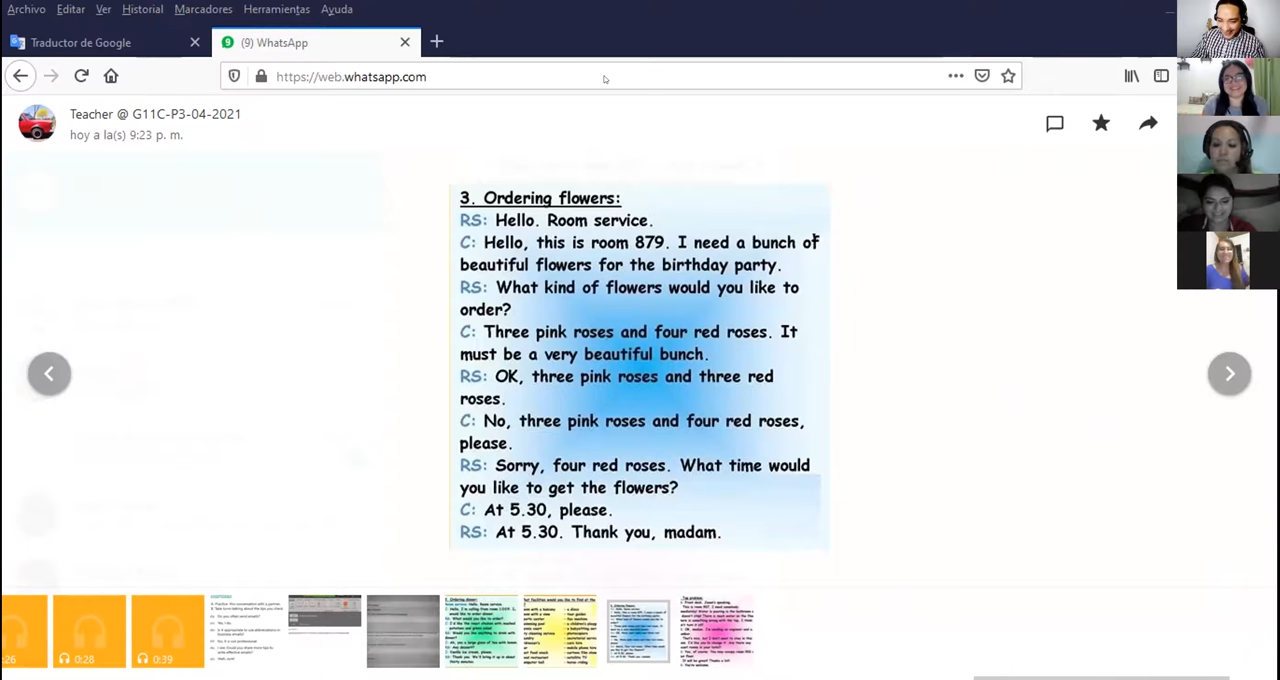 Archivo Editar Ver Historial Marcadores Herramientas Ayuda
Traductor de Google
(9) WhatsApp
https://web.whatsapp.com
Teacher @ G11C-P3-04-2021
hoy a la(s) 9:23 p. m.
3. Ordering flowers:
RS: Hello. Room service.
C: Hello, this is room 879. I need a bunch of
beautiful flowers for the birthday party.
RS: What kind of flowers would you like to
order?
C: Three pink roses and four red roses. It
must be a very beautiful bunch.
RS: OK, three pink roses and three red
roses.
C: No, three pink roses and four red roses,
please.
RS: Sorry, four red roses. What time would
you like to get the flowers?
C: At 5.30, please.
RS: At 5.30. Thank you, madam.
:26
0:28
0:39